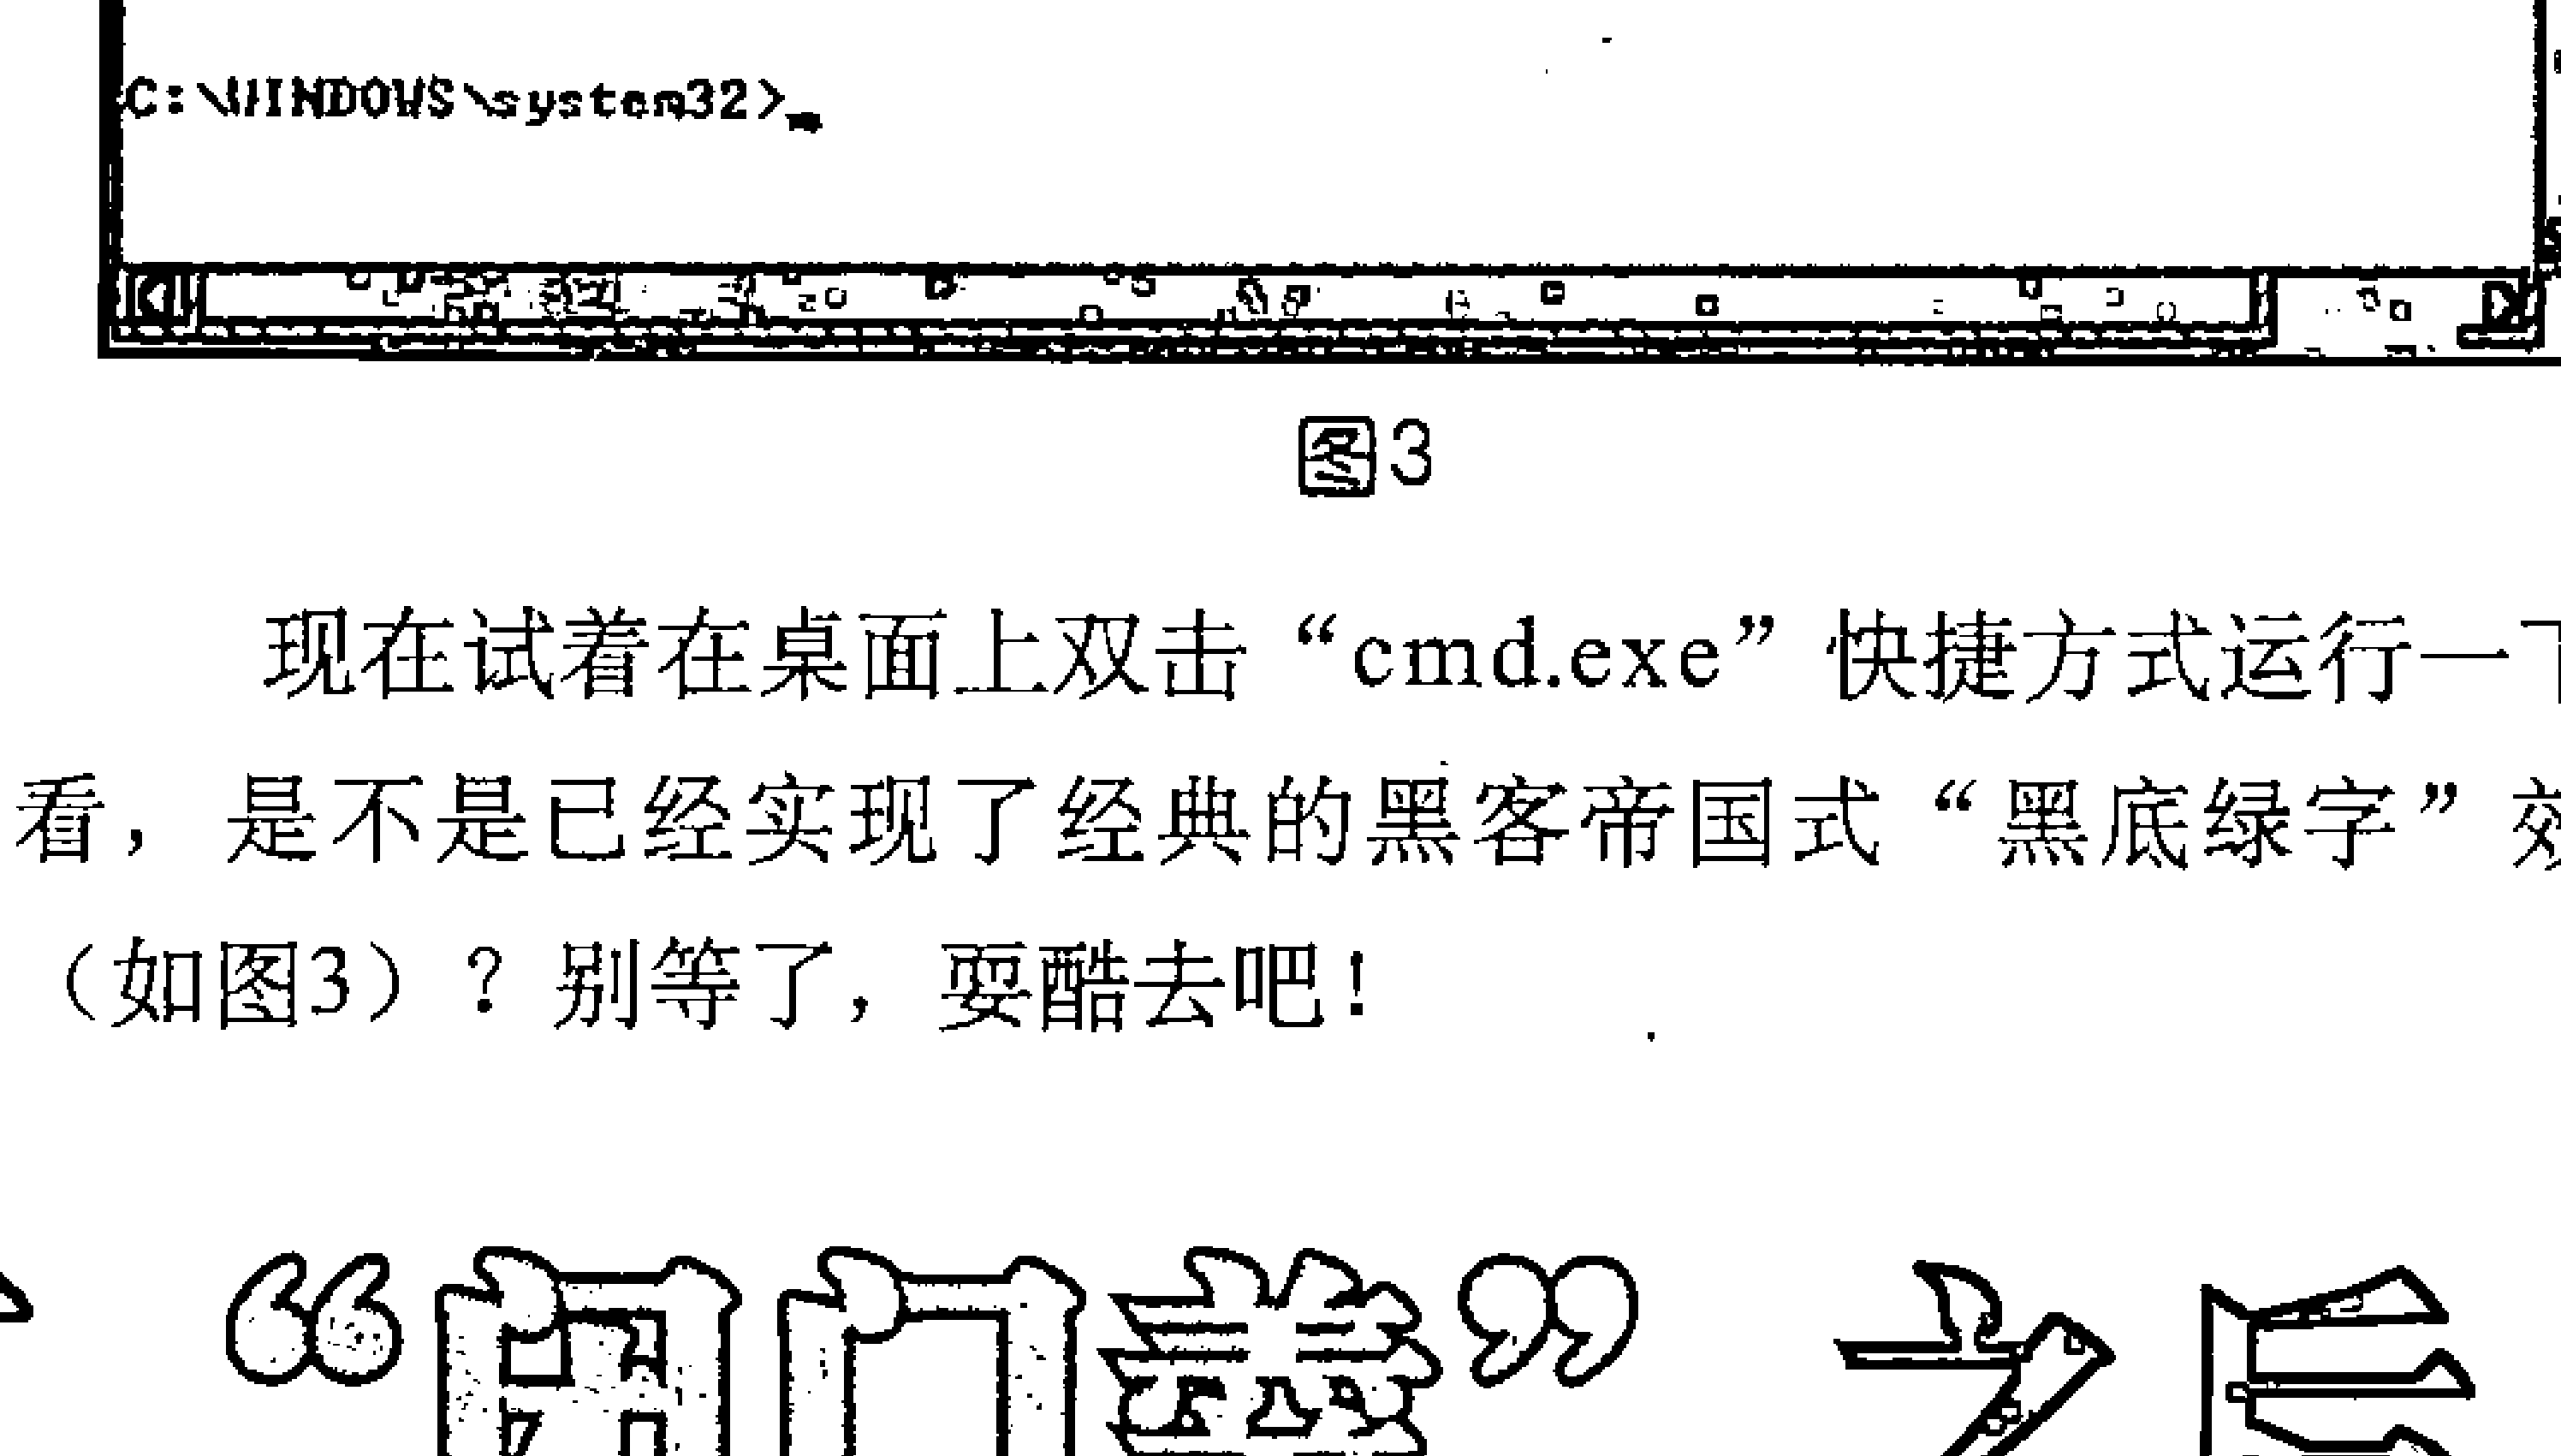 C:\WINDOWS\system32>_
图3
现在试着在桌面上双击“cmd.exe”快捷方式运行一下
看，是不是已经实现了经典的黑客帝国式“黑底绿字”效
（如图3）？别等了，耍酷去吧！